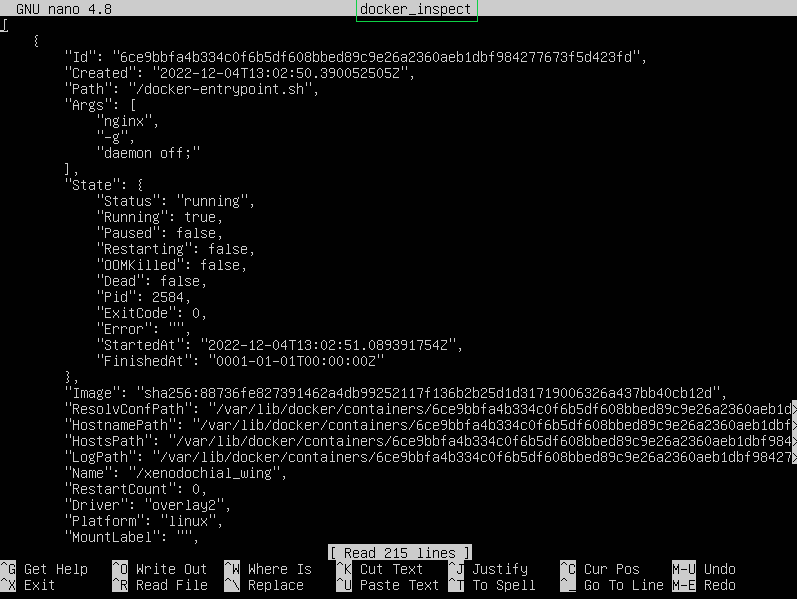 GNU nano 4.8 docker_inspect
[
    {
        "Id": "6ce9bbfa4b334c0f6b5df608bbed89c9e26a2360aeb1dbf984277673f5d423fd",
        "Created": "2022-12-04T13:02:50.390052505Z",
        "Path": "/docker-entrypoint.sh",
        "Args": [
            "nginx",
            "-g",
            "daemon off;"
        ],
        "State": {
            "Status": "running",
            "Running": true,
            "Paused": false,
            "Restarting": false,
            "OOMKilled": false,
            "Dead": false,
            "Pid": 2584,
            "ExitCode": 0,
            "Error": "",
            "StartedAt": "2022-12-04T13:02:51.089391754Z",
            "FinishedAt": "0001-01-01T00:00:00Z"
        },
        "Image": "sha256:88736fe827391462a4db99252117f136b2b25d1d31719006326a437bb40cb12d",
        "ResolvConfPath": "/var/lib/docker/containers/6ce9bbfa4b334c0f6b5df608bbed89c9e26a2360aeb1d>
        "HostnamePath": "/var/lib/docker/containers/6ce9bbfa4b334c0f6b5df608bbed89c9e26a2360aeb1dbf>
        "HostsPath": "/var/lib/docker/containers/6ce9bbfa4b334c0f6b5df608bbed89c9e26a2360aeb1dbf984>
        "LogPath": "/var/lib/docker/containers/6ce9bbfa4b334c0f6b5df608bbed89c9e26a2360aeb1dbf98427>
        "Name": "/xenodochial_wing",
        "RestartCount": 0,
        "Driver": "overlay2",
        "Platform": "linux",
        "MountLabel": "",
[ Read 215 lines ]
^G Get Help ^O Write Out ^W Where Is ^K Cut Text ^J Justify ^C Cur Pos M-U Undo
^X Exit ^R Read File ^\ Replace ^U Paste Text ^T To Spell ^_ Go To Line M-E Redo